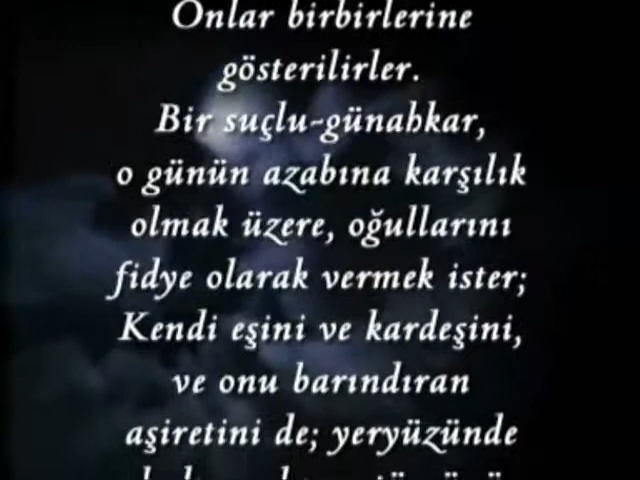 Onlar birbirlerine
gösterilirler.
Bir suçlu-günahkar,
o günün azabına karşılık
olmak üzere, oğullarını
fidye olarak vermek ister;
Kendi eşini ve kardeşini,
ve onu barındıran
aşiretini de; yeryüzünde